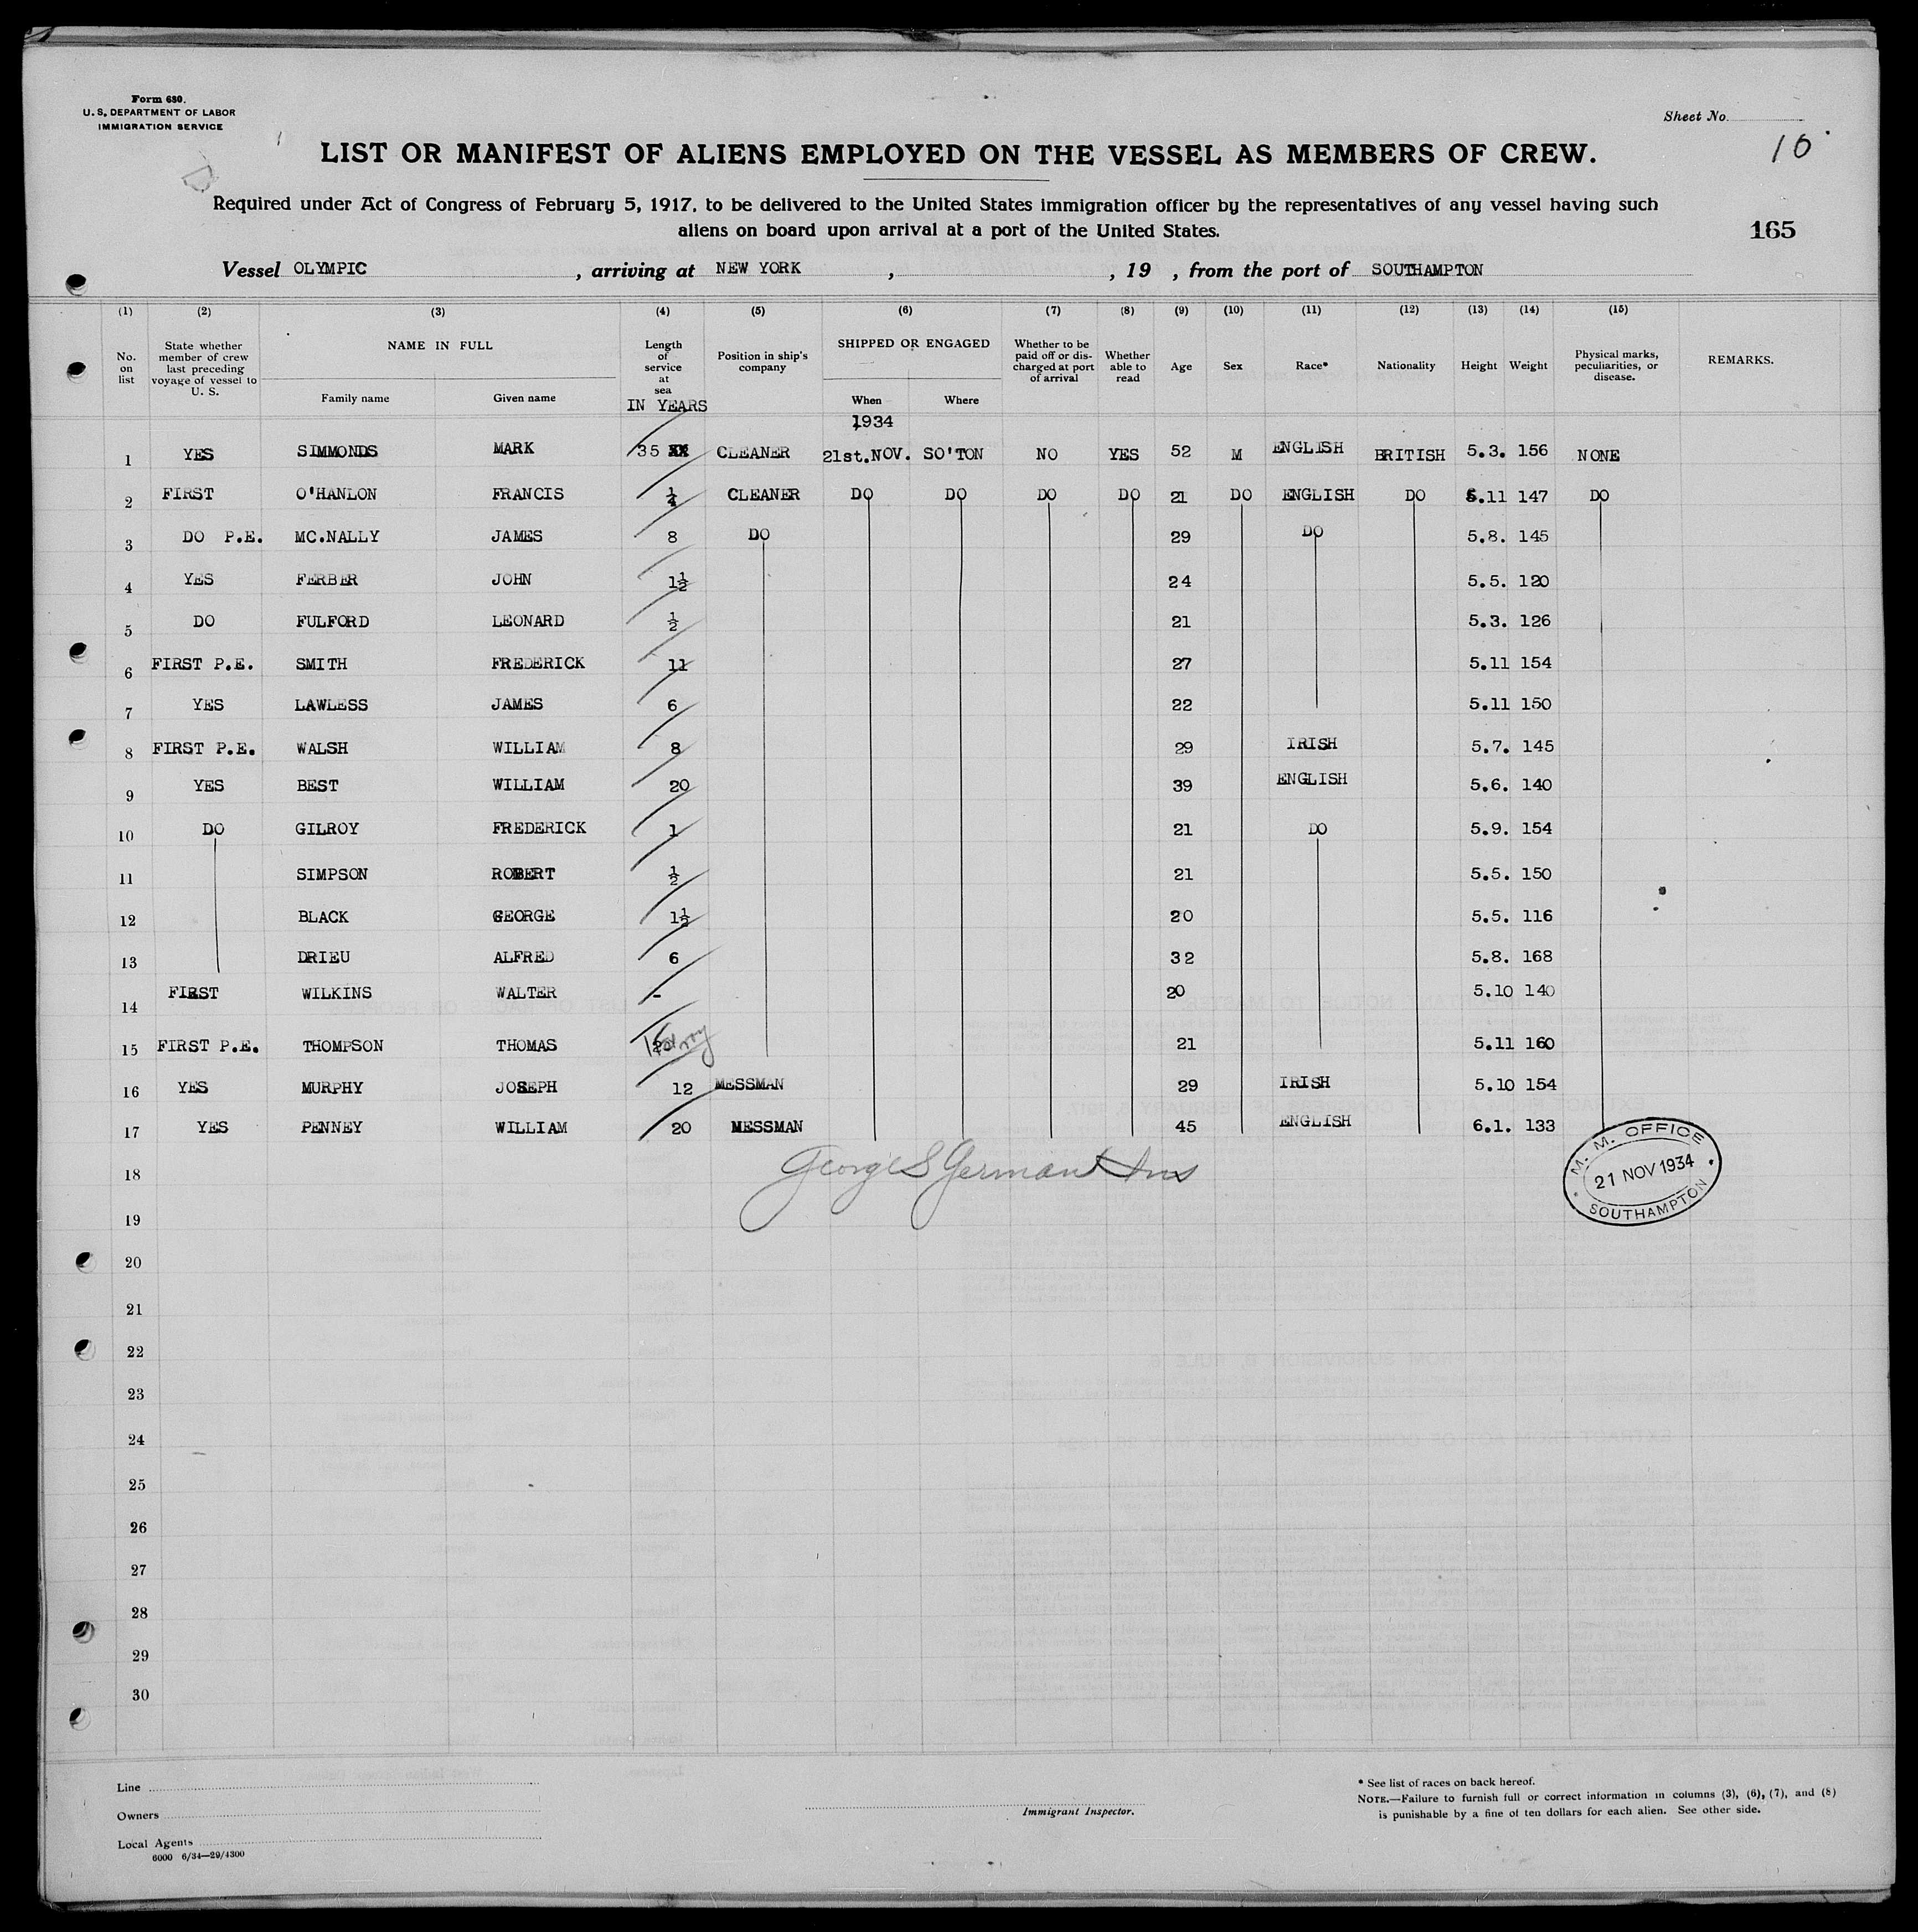 Form 680.
U. S. DEPARTMENT OF LABOR
IMMIGRATION SERVICE
Sheet No.
10
LIST OR MANIFEST OF ALIENS EMPLOYED ON THE VESSEL AS MEMBERS OF CREW.
Required under Act of Congress of February 5, 1917, to be delivered to the United States immigration officer by the representatives of any vessel having such
aliens on board upon arrival at a port of the United States.
165
Vessel OLYMPIC , arriving at NEW YORK , , 19 , from the port of SOUTHAMPTON
(1) (2) (3) (4) (5) (6) (7) (8) (9) (10) (11) (12) (13) (14) (15)
No. on list State whether member of crew last preceding voyage of vessel to U. S. NAME IN FULL Family name Given name Length of service at sea IN YEARS Position in ship's company SHIPPED OR ENGAGED When Where Whether to be paid off or discharged at port of arrival Whether able to read Age Sex Race* Nationality Height Weight Physical marks, peculiarities, or disease. REMARKS.
1934
1 YES SIMMONDS MARK 35 CLEANER 21st.NOV. SO'TON NO YES 52 M ENGLISH BRITISH 5.3. 156 NONE
2 FIRST O'HANLON FRANCIS ¼ CLEANER DO DO DO DO 21 DO ENGLISH DO 5.11 147 DO
3 DO P.E. MC.NALLY JAMES 8 DO 29 DO 5.8. 145
4 YES FERBER JOHN 1½ 24 5.5. 120
5 DO FULFORD LEONARD ½ 21 5.3. 126
6 FIRST P.E. SMITH FREDERICK 11 27 5.11 154
7 YES LAWLESS JAMES 6 22 5.11 150
8 FIRST P.E. WALSH WILLIAM 8 29 IRISH 5.7. 145
9 YES BEST WILLIAM 20 39 ENGLISH 5.6. 140
10 DO GILROY FREDERICK 1 21 DO 5.9. 154
11 SIMPSON ROBERT ½ 21 5.5. 150
12 BLACK GEORGE 1½ 20 5.5. 116
13 DRIEU ALFRED 6 32 5.8. 168
14 FIRST WILKINS WALTER - 20 5.10 140
15 FIRST P.E. THOMPSON THOMAS 21 5.11 160
16 YES MURPHY JOSEPH 12 MESSMAN 29 IRISH 5.10 154
17 YES PENNEY WILLIAM 20 MESSMAN 45 ENGLISH 6.1. 133
George S German
M. M. OFFICE
21 NOV 1934
SOUTHAMPTON
18
19
20
21
22
23
24
25
26
27
28
29
30
Line
Owners
Local Agents
6000 6/34—29/4300
Immigrant Inspector.
* See list of races on back hereof.
NOTE.—Failure to furnish full or correct information in columns (3), (6), (7), and (8)
is punishable by a fine of ten dollars for each alien. See other side.